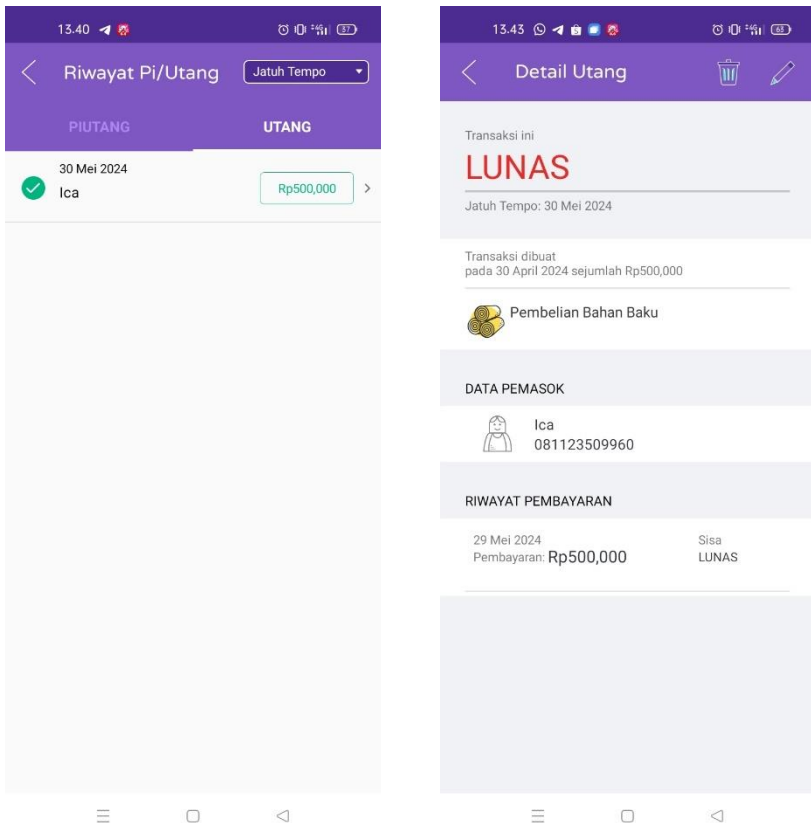 13.40
37
Riwayat Pi/Utang
Jatuh Tempo
PIUTANG
UTANG
30 Mei 2024
Ica
Rp500,000
13.43
63
Detail Utang
Transaksi ini
LUNAS
Jatuh Tempo: 30 Mei 2024
Transaksi dibuat
pada 30 April 2024 sejumlah Rp500,000
Pembelian Bahan Baku
DATA PEMASOK
Ica
081123509960
RIWAYAT PEMBAYARAN
29 Mei 2024
Sisa
Pembayaran: Rp500,000
LUNAS